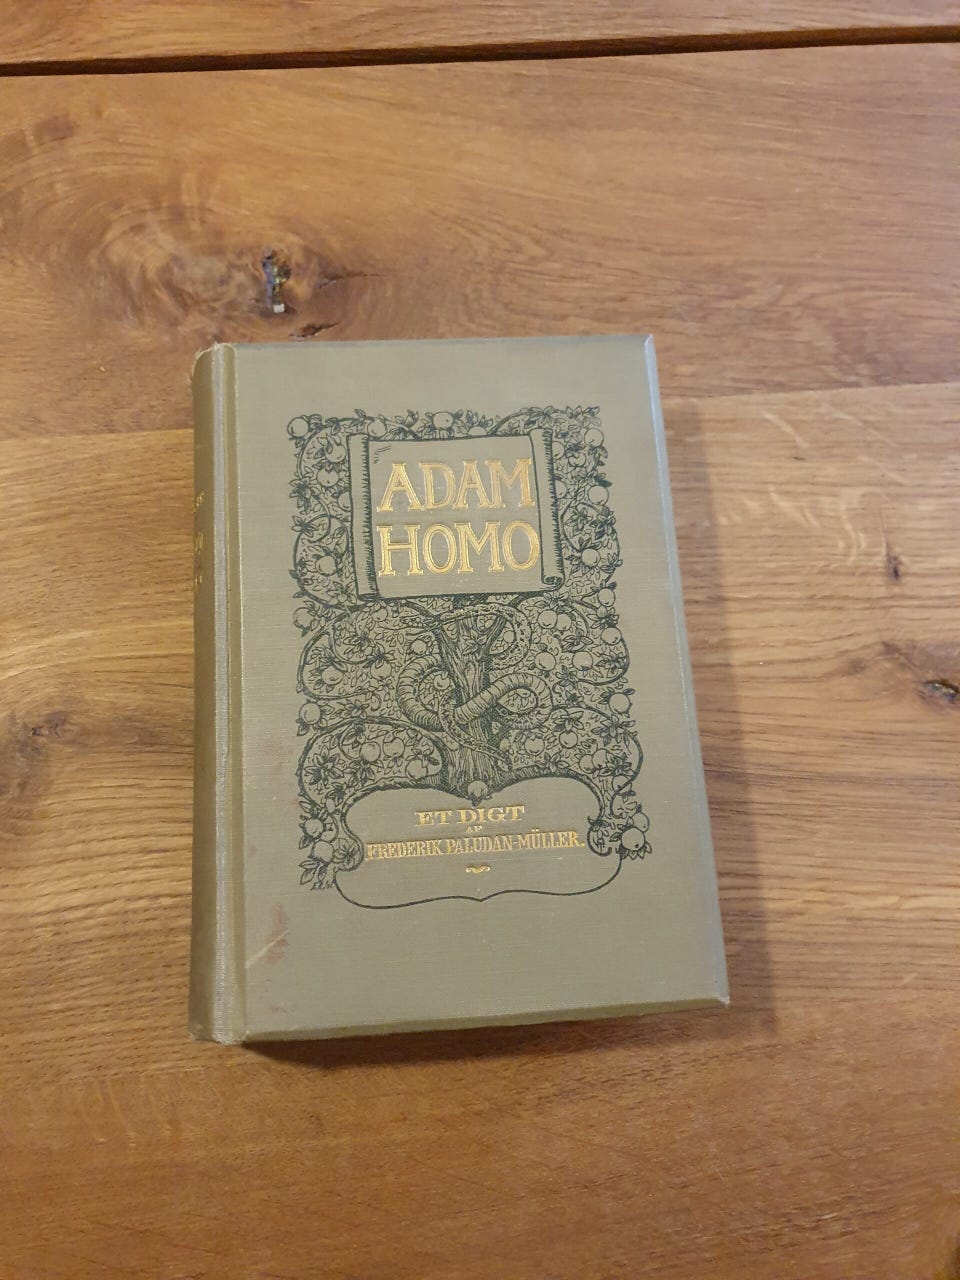 ADAM
HOMO
ET DIGT
AF
FREDERIK PALUDAN-MÜLLER.